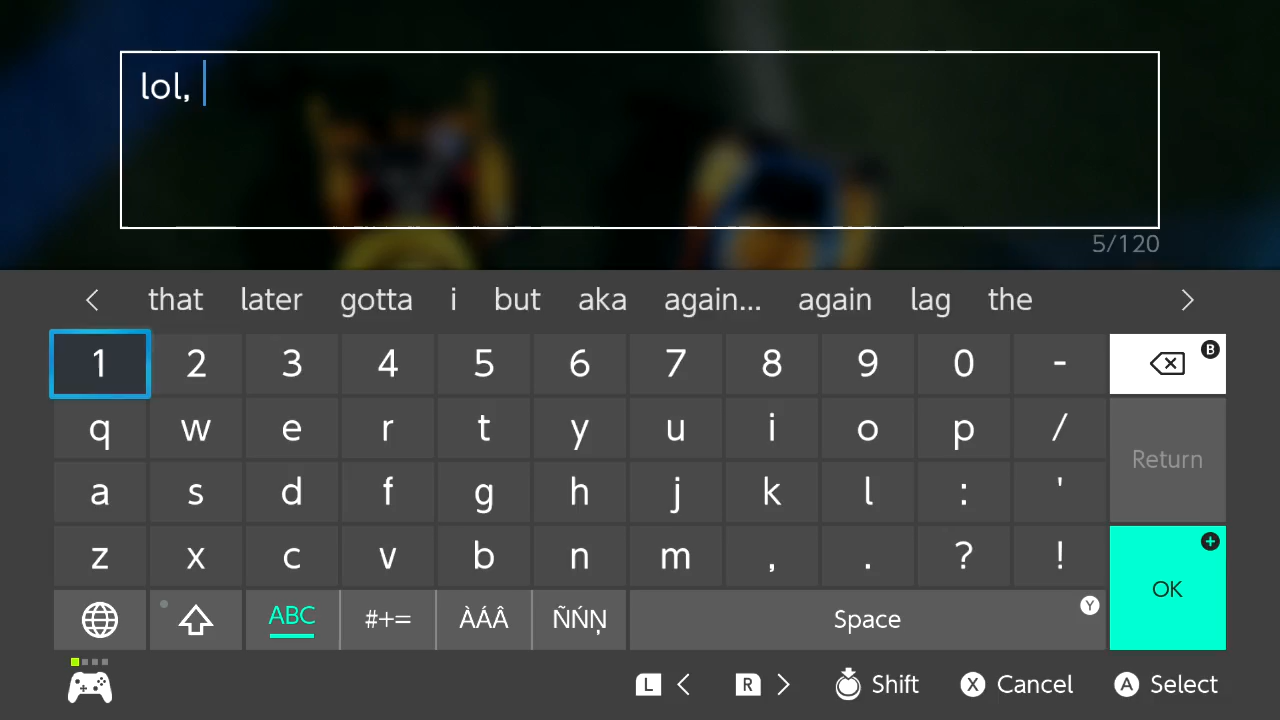 lol,
5/120
that later gotta i but aka again... again lag the
1 2 3 4 5 6 7 8 9 0 - B
q w e r t y u i o p / Return
a s d f g h j k l : '
z x c v b n m , . ? ! OK
ABC #+= ÀÁÂ ÑŃŅ Space Y
L R Shift X Cancel A Select